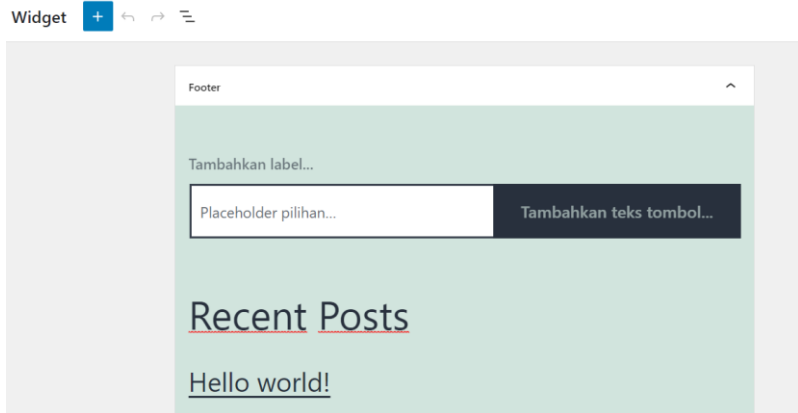 Widget
Footer
Tambahkan label...
Placeholder pilihan... Tambahkan teks tombol...
Recent Posts
Hello world!